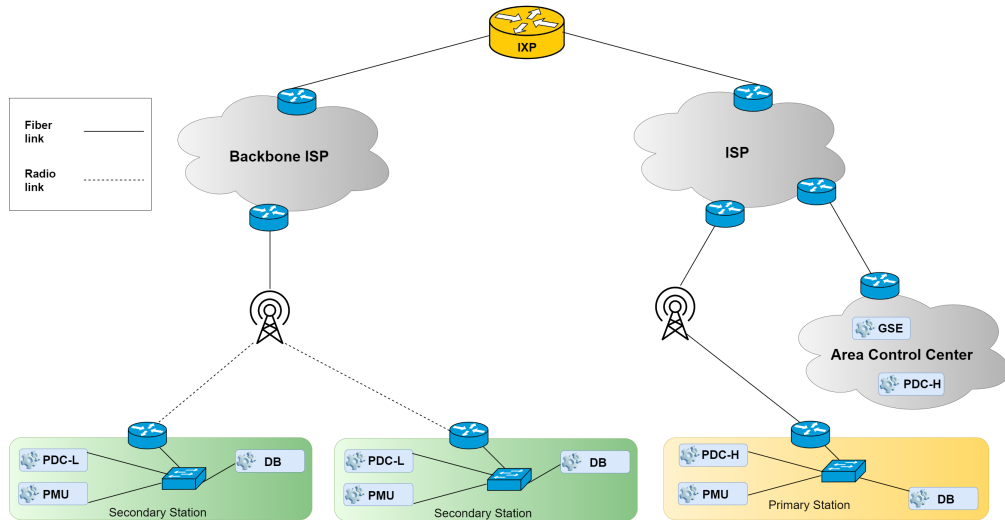 IXP
Fiber
link
Radio
link
Backbone ISP
ISP
GSE
Area Control Center
PDC-H
PDC-L
DB
PMU
Secondary Station
PDC-L
DB
PMU
Secondary Station
PDC-H
PMU
DB
Primary Station